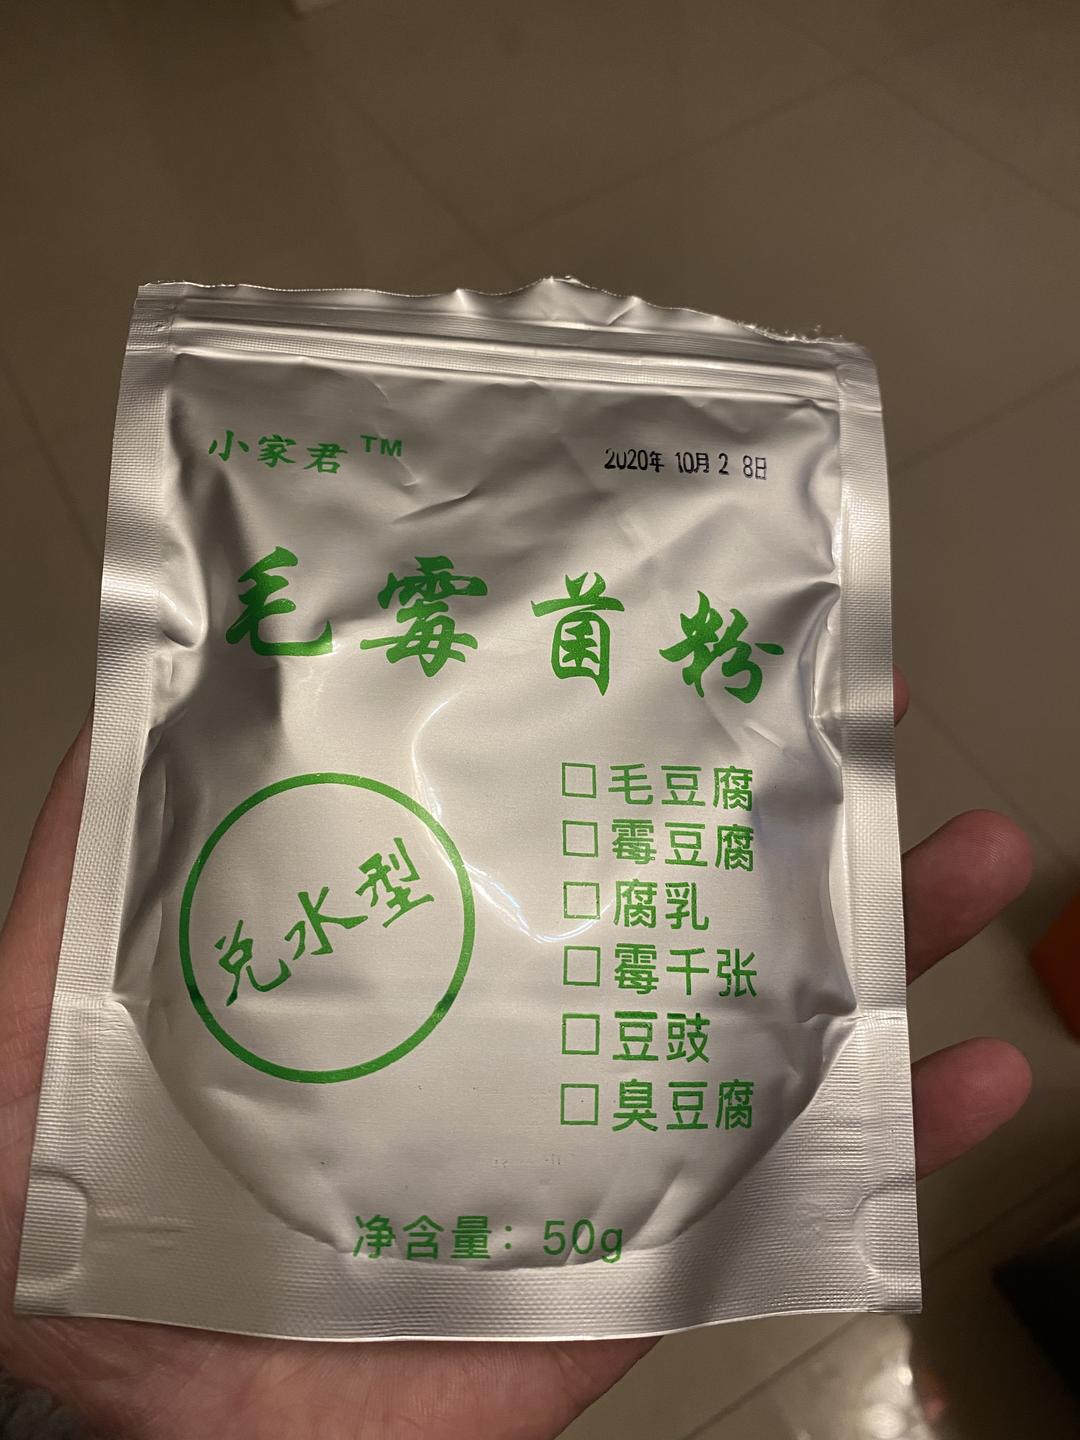 小家君™
2020年 10月 2 8日
毛霉菌粉
兑水型
□毛豆腐
□霉豆腐
□腐乳
□霉千张
□豆豉
□臭豆腐
净含量：50g